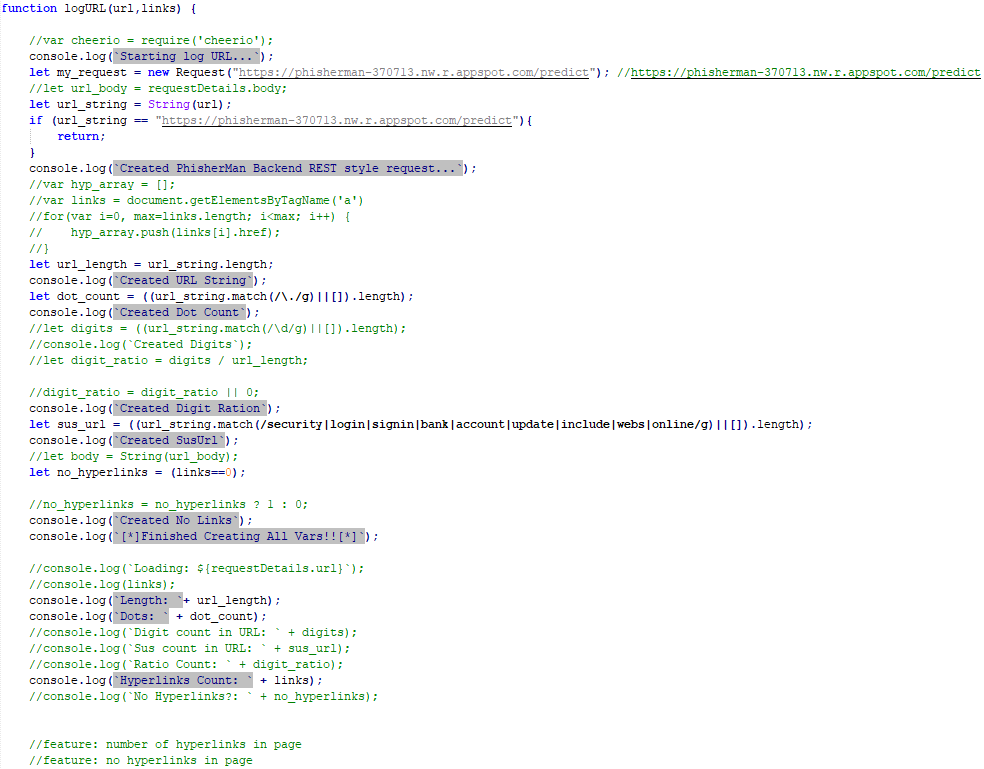 function logURL(url,links) {
//var cheerio = require('cheerio');
console.log(`Starting log URL...`);
let my_request = new Request("https://phisherman-370713.nw.r.appspot.com/predict"); //https://phisherman-370713.nw.r.appspot.com/predict
//let url_body = requestDetails.body;
let url_string = String(url);
if (url_string == "https://phisherman-370713.nw.r.appspot.com/predict"){
return;
}
console.log(`Created PhisherMan Backend REST style request...`);
//var hyp_array = [];
//var links = document.getElementsByTagName('a')
//for(var i=0, max=links.length; i<max; i++) {
//    hyp_array.push(links[i].href);
//}
let url_length = url_string.length;
console.log(`Created URL String`);
let dot_count = ((url_string.match(/\./g)||[]).length);
console.log(`Created Dot Count`);
//let digits = ((url_string.match(/\d/g)||[]).length);
//console.log(`Created Digits`);
//let digit_ratio = digits / url_length;
//digit_ratio = digit_ratio || 0;
console.log(`Created Digit Ration`);
let sus_url = ((url_string.match(/security|login|signin|bank|account|update|include|webs|online/g)||[]).length);
console.log(`Created SusUrl`);
//let body = String(url_body);
let no_hyperlinks = (links==0);
//no_hyperlinks = no_hyperlinks ? 1 : 0;
console.log(`Created No Links`);
console.log(`[*]Finished Creating All Vars!![*]`);
//console.log(`Loading: ${requestDetails.url}`);
//console.log(links);
console.log(`Length: `+ url_length);
console.log(`Dots: ` + dot_count);
//console.log(`Digit count in URL: ` + digits);
//console.log(`Sus count in URL: ` + sus_url);
//console.log(`Ratio Count: ` + digit_ratio);
console.log(`Hyperlinks Count: ` + links);
//console.log(`No Hyperlinks?: ` + no_hyperlinks);
//feature: number of hyperlinks in page
//feature: no hyperlinks in page